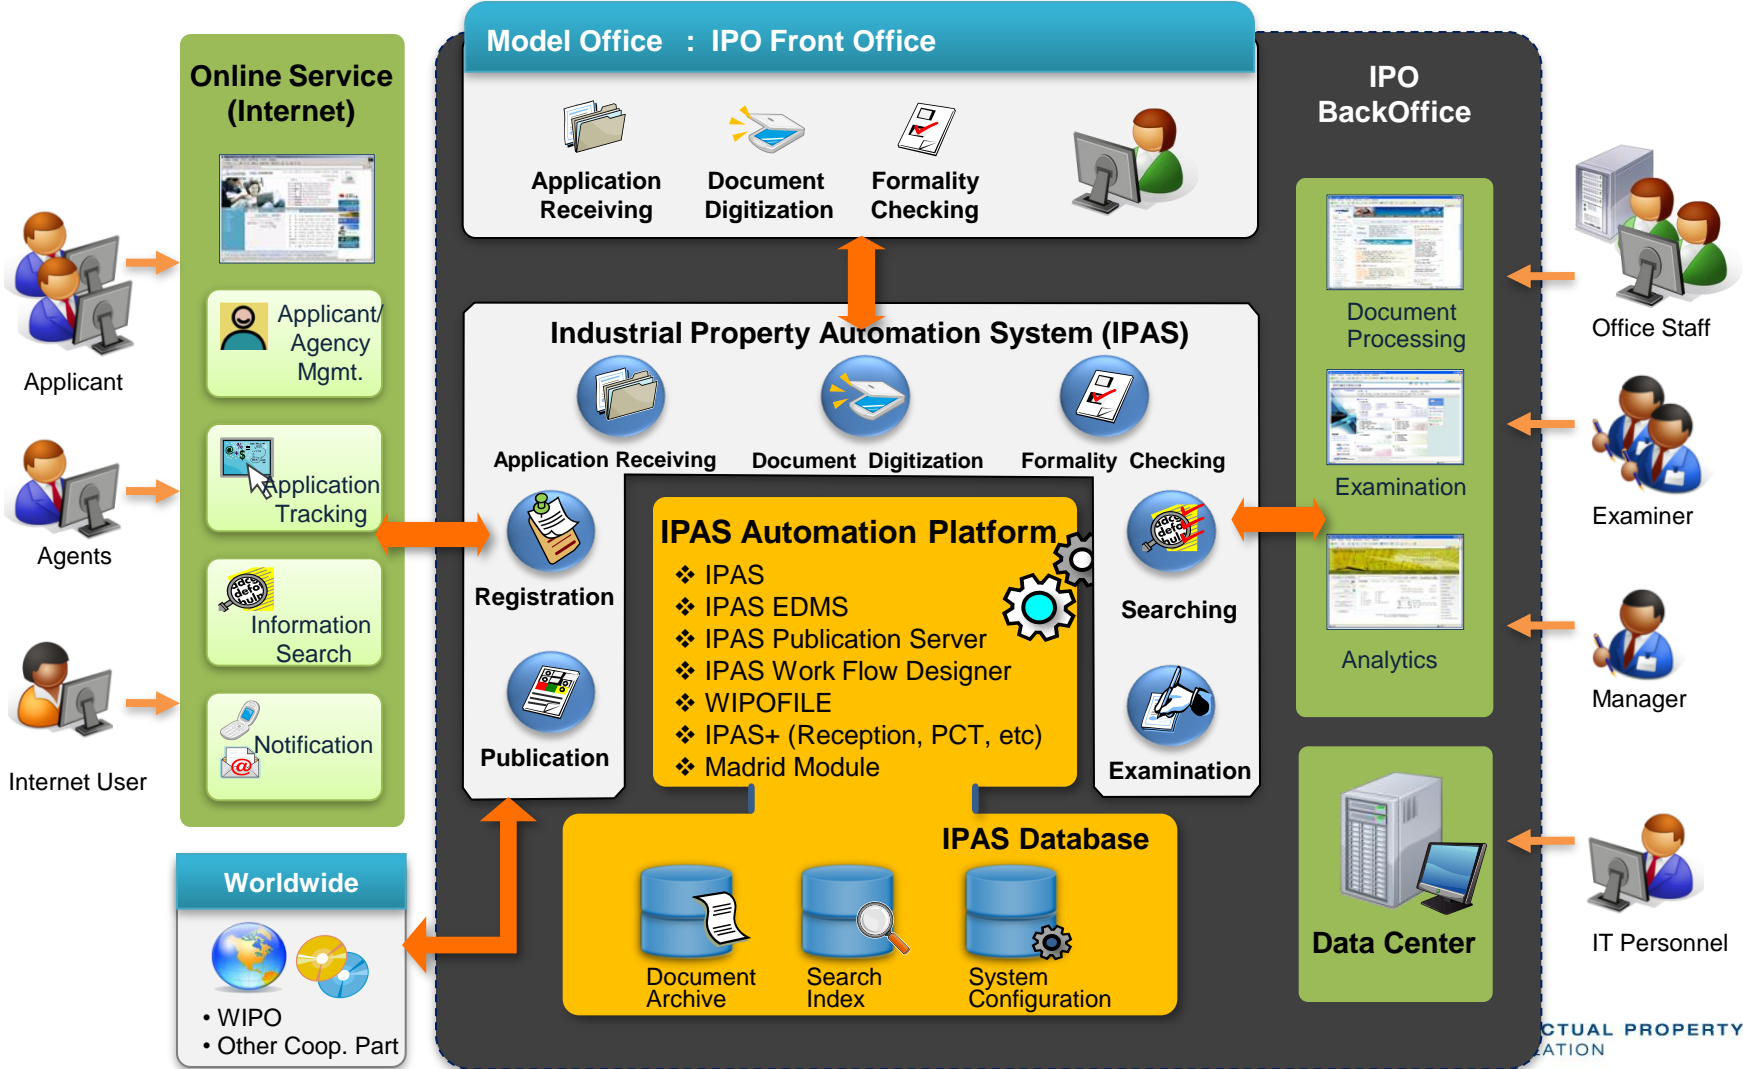 Model Office : IPO Front Office
Application
Receiving
Document
Digitization
Formality
Checking
Online Service
(Internet)
Applicant/
Agency
Mgmt.
Application
Tracking
Information
Search
Notification
Applicant
Agents
Internet User
Worldwide
• WIPO
• Other Coop. Part
Industrial Property Automation System (IPAS)
Application Receiving
Document Digitization
Formality Checking
Registration
Publication
Searching
Examination
IPAS Automation Platform
❖ IPAS
❖ IPAS EDMS
❖ IPAS Publication Server
❖ IPAS Work Flow Designer
❖ WIPOFILE
❖ IPAS+ (Reception, PCT, etc)
❖ Madrid Module
IPAS Database
Document
Archive
Search
Index
System
Configuration
IPO
BackOffice
Document
Processing
Examination
Analytics
Data Center
Office Staff
Examiner
Manager
IT Personnel
CTUAL PROPERTY
ATION